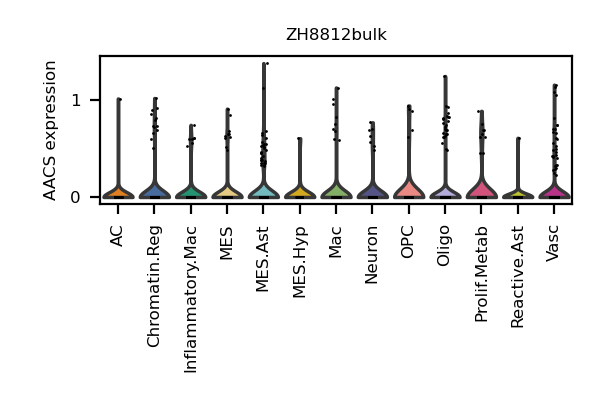 ZH8812bulk
AACS expression
1
0
AC
Chromatin.Reg
Inflammatory.Mac
MES
MES.Ast
MES.Hyp
Mac
Neuron
OPC
Oligo
Prolif.Metab
Reactive.Ast
Vasc